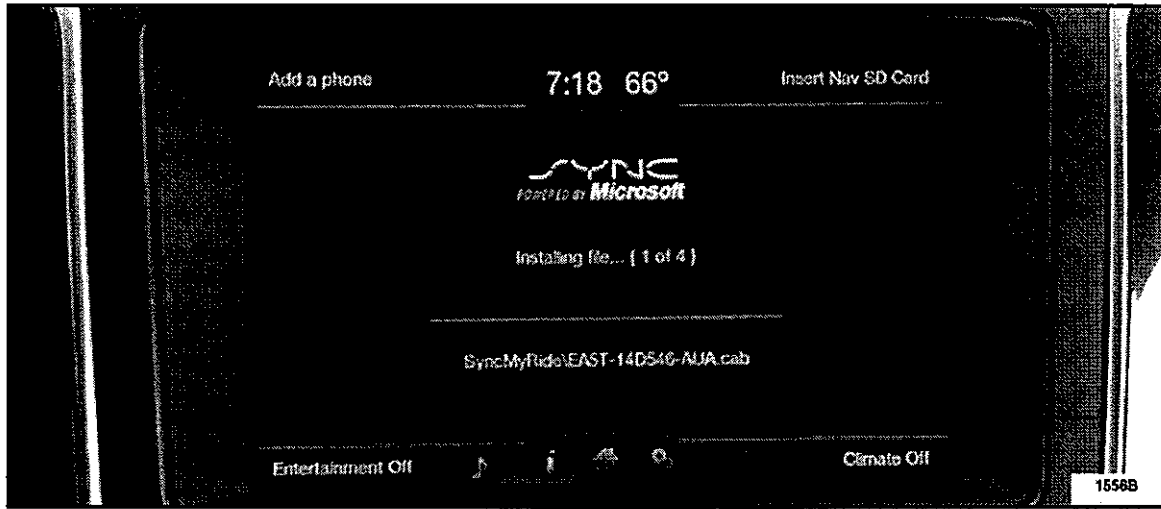 Add a phone
7:18 66°
Insert Nav SD Card
SYNC
POWERED BY Microsoft
Installing file... ( 1 of 4 )
SyncMyRide\EAST-14D546-AUA.cab
Entertainment Off
Climate Off
1556B